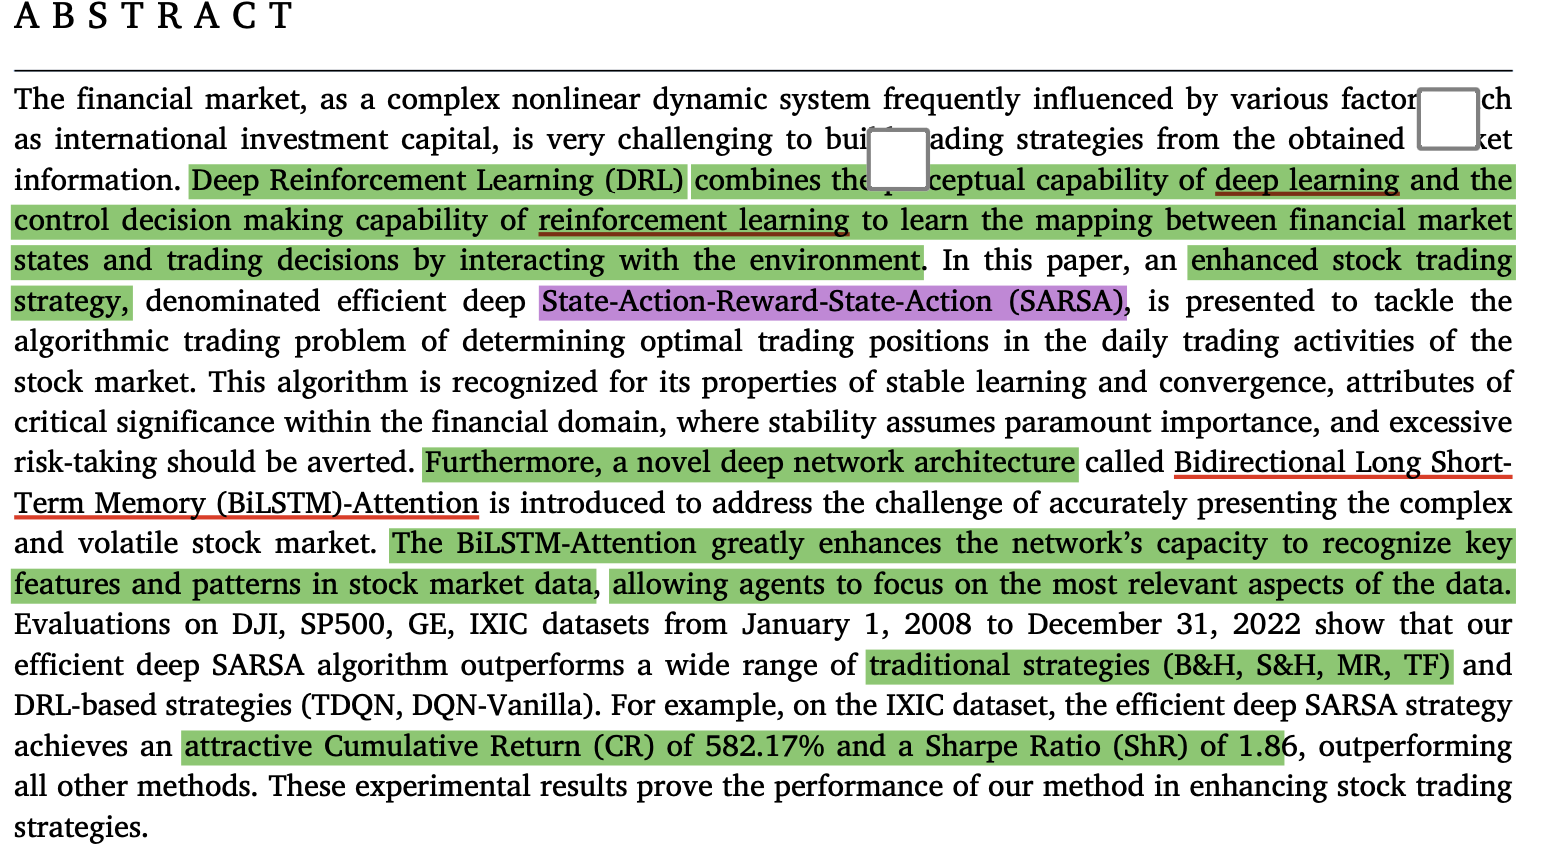 ABSTRACT
The financial market, as a complex nonlinear dynamic system frequently influenced by various factor ch
as international investment capital, is very challenging to bui ading strategies from the obtained ket
information. Deep Reinforcement Learning (DRL) combines the ceptual capability of deep learning and the
control decision making capability of reinforcement learning to learn the mapping between financial market
states and trading decisions by interacting with the environment. In this paper, an enhanced stock trading
strategy, denominated efficient deep State-Action-Reward-State-Action (SARSA), is presented to tackle the
algorithmic trading problem of determining optimal trading positions in the daily trading activities of the
stock market. This algorithm is recognized for its properties of stable learning and convergence, attributes of
critical significance within the financial domain, where stability assumes paramount importance, and excessive
risk-taking should be averted. Furthermore, a novel deep network architecture called Bidirectional Long Short-
Term Memory (BiLSTM)-Attention is introduced to address the challenge of accurately presenting the complex
and volatile stock market. The BiLSTM-Attention greatly enhances the network's capacity to recognize key
features and patterns in stock market data, allowing agents to focus on the most relevant aspects of the data.
Evaluations on DJI, SP500, GE, IXIC datasets from January 1, 2008 to December 31, 2022 show that our
efficient deep SARSA algorithm outperforms a wide range of traditional strategies (B&H, S&H, MR, TF) and
DRL-based strategies (TDQN, DQN-Vanilla). For example, on the IXIC dataset, the efficient deep SARSA strategy
achieves an attractive Cumulative Return (CR) of 582.17% and a Sharpe Ratio (ShR) of 1.86, outperforming
all other methods. These experimental results prove the performance of our method in enhancing stock trading
strategies.